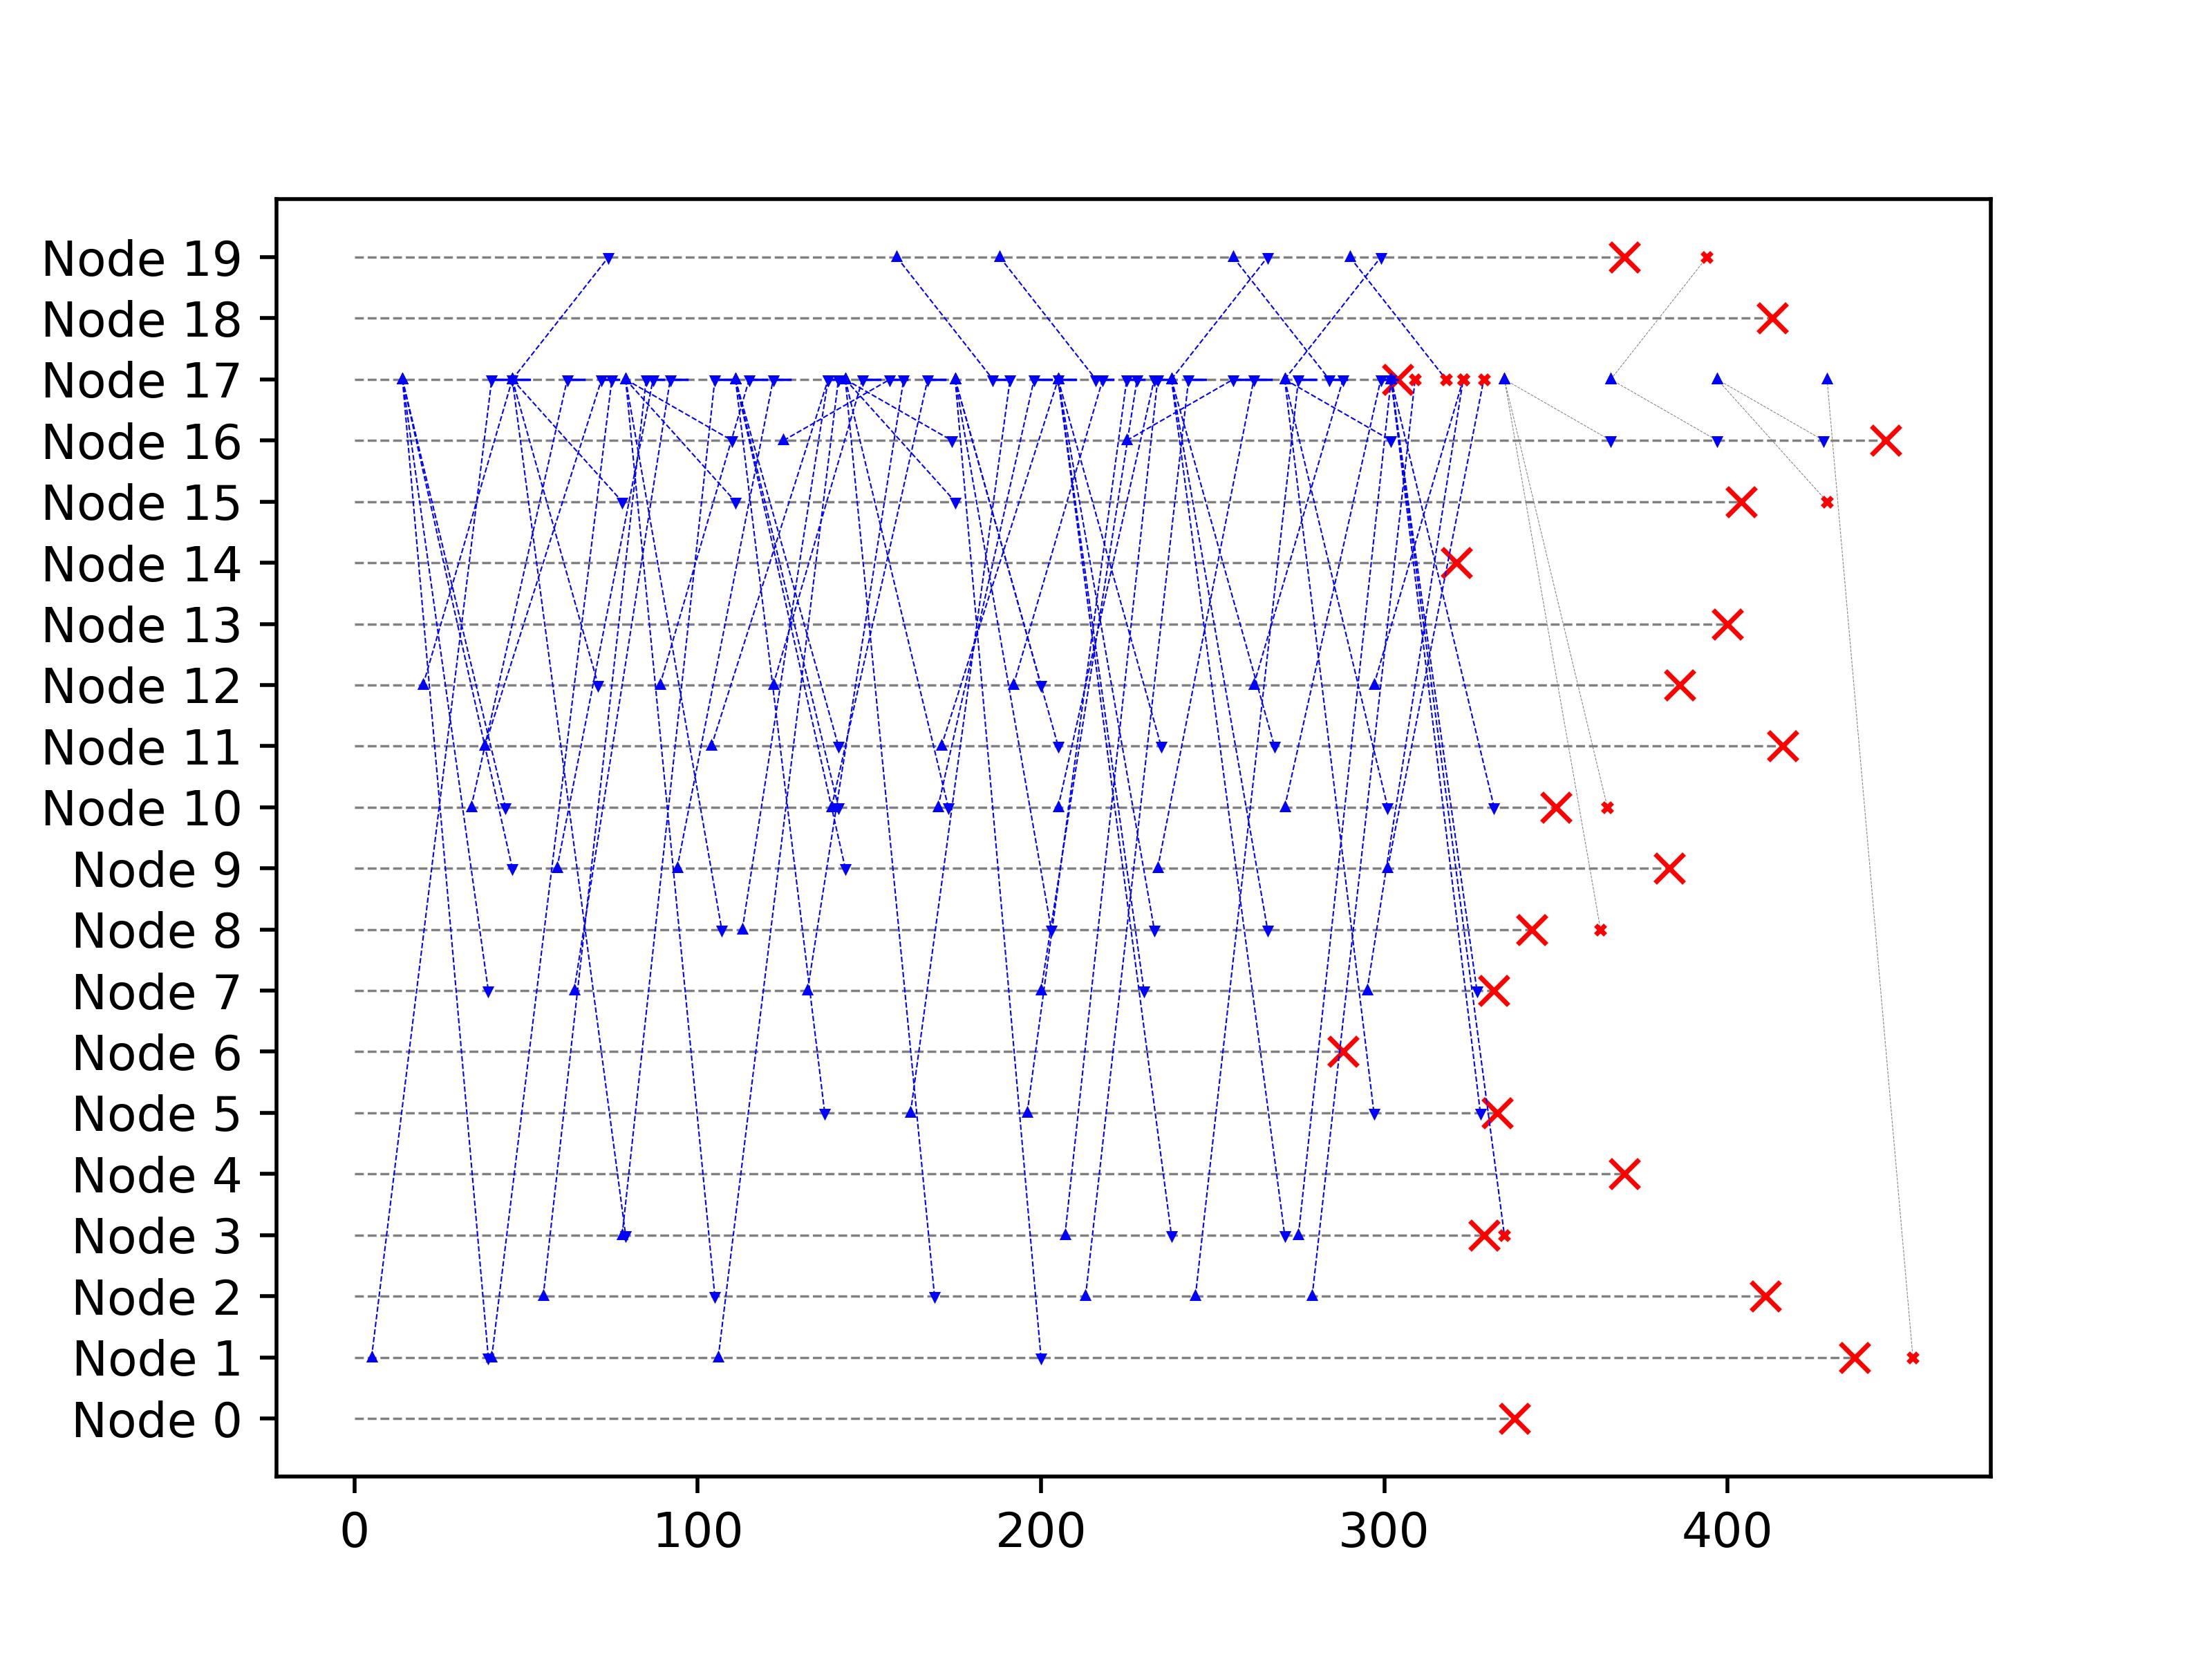 Node 19
Node 18
Node 17
Node 16
Node 15
Node 14
Node 13
Node 12
Node 11
Node 10
Node 9
Node 8
Node 7
Node 6
Node 5
Node 4
Node 3
Node 2
Node 1
Node 0
0 100 200 300 400